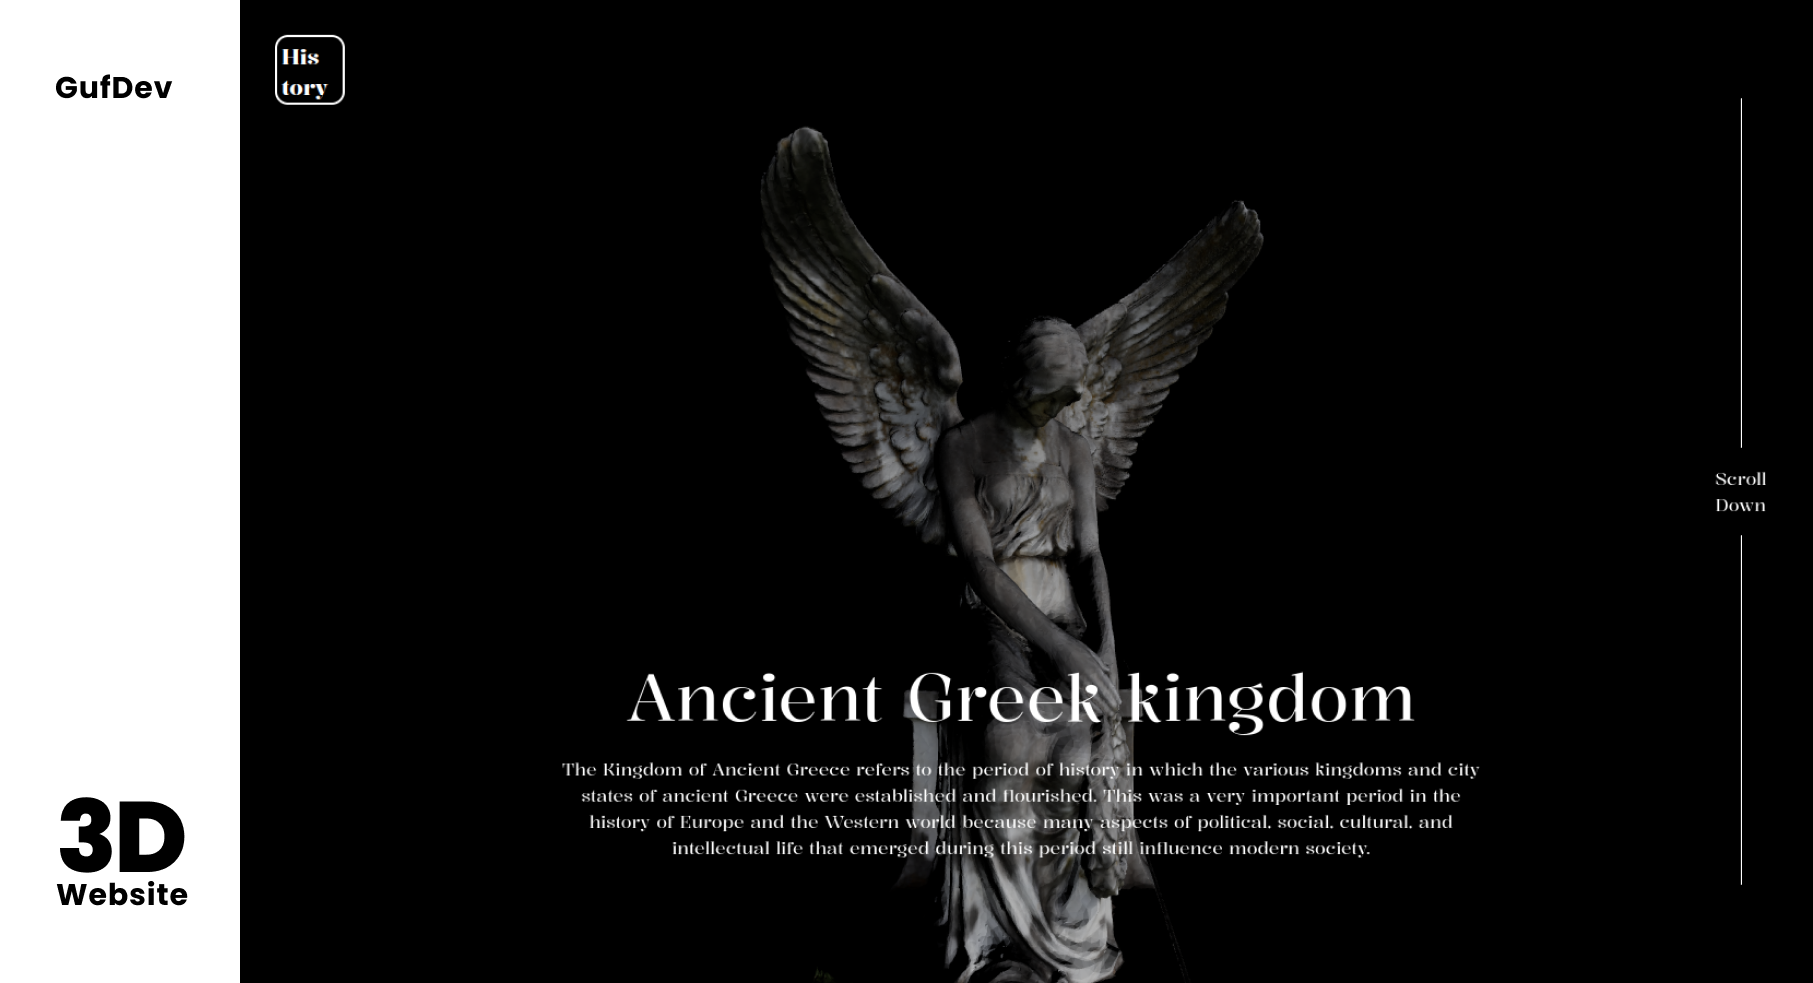 GufDev
His
tory
Scroll
Down
Ancient Greek kingdom
The Kingdom of Ancient Greece refers to the period of history in which the various kingdoms and city
states of ancient Greece were established and flourished. This was a very important period in the
history of Europe and the Western world because many aspects of political, social, cultural, and
intellectual life that emerged during this period still influence modern society.
3D
Website